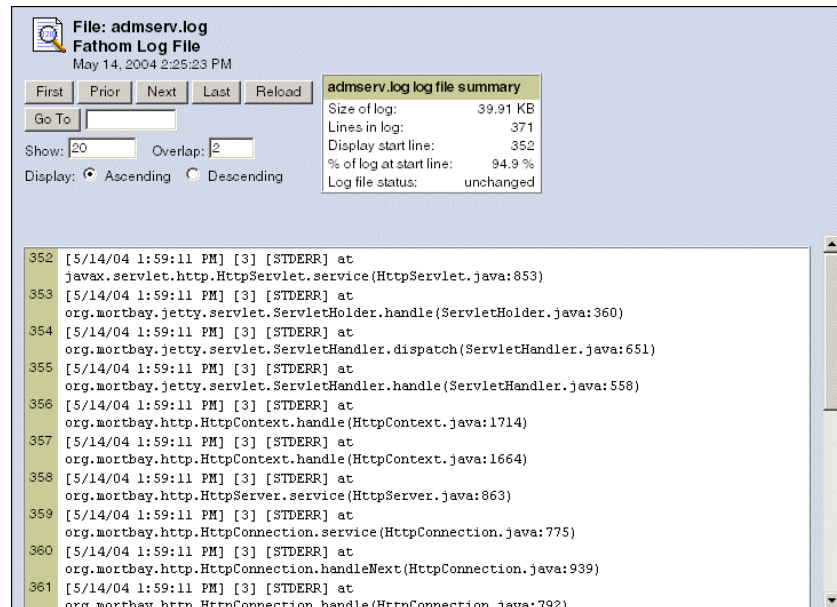 File: admserv.log
Fathom Log File
May 14, 2004 2:25:23 PM
First Prior Next Last Reload
Go To
Show: 20 Overlap: 2
Display: Ascending Descending
admserv.log log file summary
Size of log: 39.91 KB
Lines in log: 371
Display start line: 352
% of log at start line: 94.9 %
Log file status: unchanged
352 [5/14/04 1:59:11 PM] [3] [STDERR] at
javax.servlet.http.HttpServlet.service(HttpServlet.java:853)
353 [5/14/04 1:59:11 PM] [3] [STDERR] at
org.mortbay.jetty.servlet.ServletHolder.handle(ServletHolder.java:360)
354 [5/14/04 1:59:11 PM] [3] [STDERR] at
org.mortbay.jetty.servlet.ServletHandler.dispatch(ServletHandler.java:651)
355 [5/14/04 1:59:11 PM] [3] [STDERR] at
org.mortbay.jetty.servlet.ServletHandler.handle(ServletHandler.java:558)
356 [5/14/04 1:59:11 PM] [3] [STDERR] at
org.mortbay.http.HttpContext.handle(HttpContext.java:1714)
357 [5/14/04 1:59:11 PM] [3] [STDERR] at
org.mortbay.http.HttpContext.handle(HttpContext.java:1664)
358 [5/14/04 1:59:11 PM] [3] [STDERR] at
org.mortbay.http.HttpServer.service(HttpServer.java:863)
359 [5/14/04 1:59:11 PM] [3] [STDERR] at
org.mortbay.http.HttpConnection.service(HttpConnection.java:775)
360 [5/14/04 1:59:11 PM] [3] [STDERR] at
org.mortbay.http.HttpConnection.handleNext(HttpConnection.java:939)
361 [5/14/04 1:59:11 PM] [3] [STDERR] at
org.mortbay.http.HttpConnection.handle(HttpConnection.java:792)